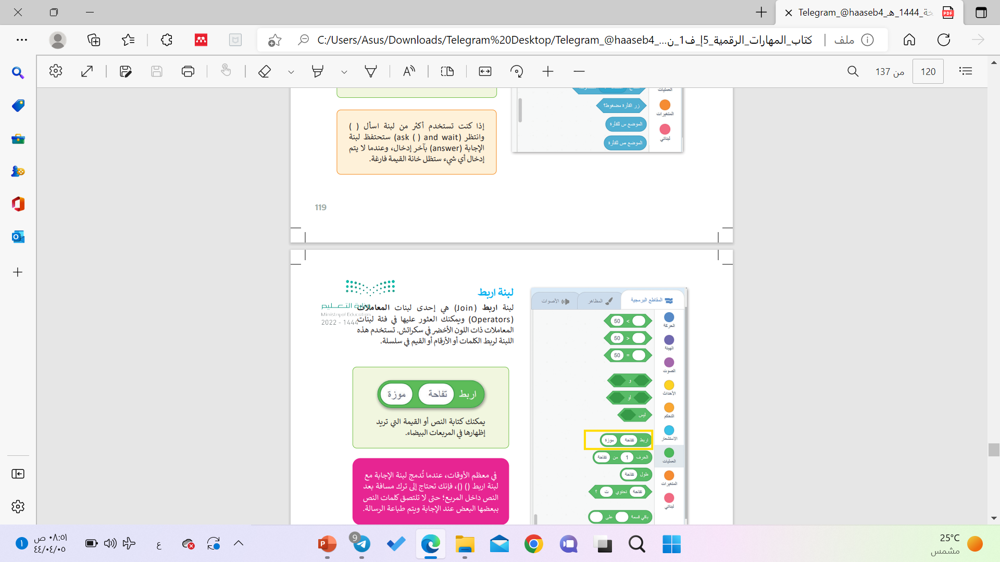 Telegram_@haaseb4_خة_1444_هـ
C:/Users/Asus/Downloads/Telegram%20Desktop/Telegram_@haaseb4_...كتاب_المهارات_الرقمية_5إ_ف1_ن
ملف
120
من 137
العمليات
زر الفأرة مضغوط؟
المتغيرات
الموضع س للفأرة
لبناتي
الموضع ص للفأرة
إذا كنت تستخدم أكثر من لبنة اسأل ( )
وانتظر (ask ( ) and wait) ستحتفظ لبنة
الإجابة (answer) بآخر إدخال، وعندما لا يتم
إدخال أي شيء ستظل خانة القيمة فارغة.
119
المقاطع البرمجية
المظاهر
الأصوات
الحركة
الهيئة
الصوت
الأحداث
التحكم
الاستشعار
العمليات
المتغيرات
لبناتي
50 <
50 >
50 =
و
أو
ليس
اربط تفاحة موزة
الحرف 1 من تفاحة
طول تفاحة
تفاحة تحتوي ت ؟
باقي قسمة على
لبنة اربط
لبنة اربط (Join) هي إحدى لبنات المعاملات
(Operators) ويمكنك العثور عليها في فئة لبنات
المعاملات ذات اللون الأخضر في سكراتش. تستخدم هذه
اللبنة لربط الكلمات أو الأرقام أو القيم في سلسلة.
وزارة التعليم
Ministry of Education
2022 - 1444
اربط تفاحة موزة
يمكنك كتابة النص أو القيمة التي تريد
إظهارها في المربعات البيضاء.
في معظم الأوقات، عندما تُدمج لبنة الإجابة مع
لبنة اربط () ()، فإنك تحتاج إلى ترك مسافة بعد
النص داخل المربع؛ حتى لا تلتصق كلمات النص
ببعضها البعض عند الإجابة ويتم طباعة الرسالة.
25°C
مشمس
9
ع
٠٨:٥١ ص
٤٤/٠٤/٠٥
١